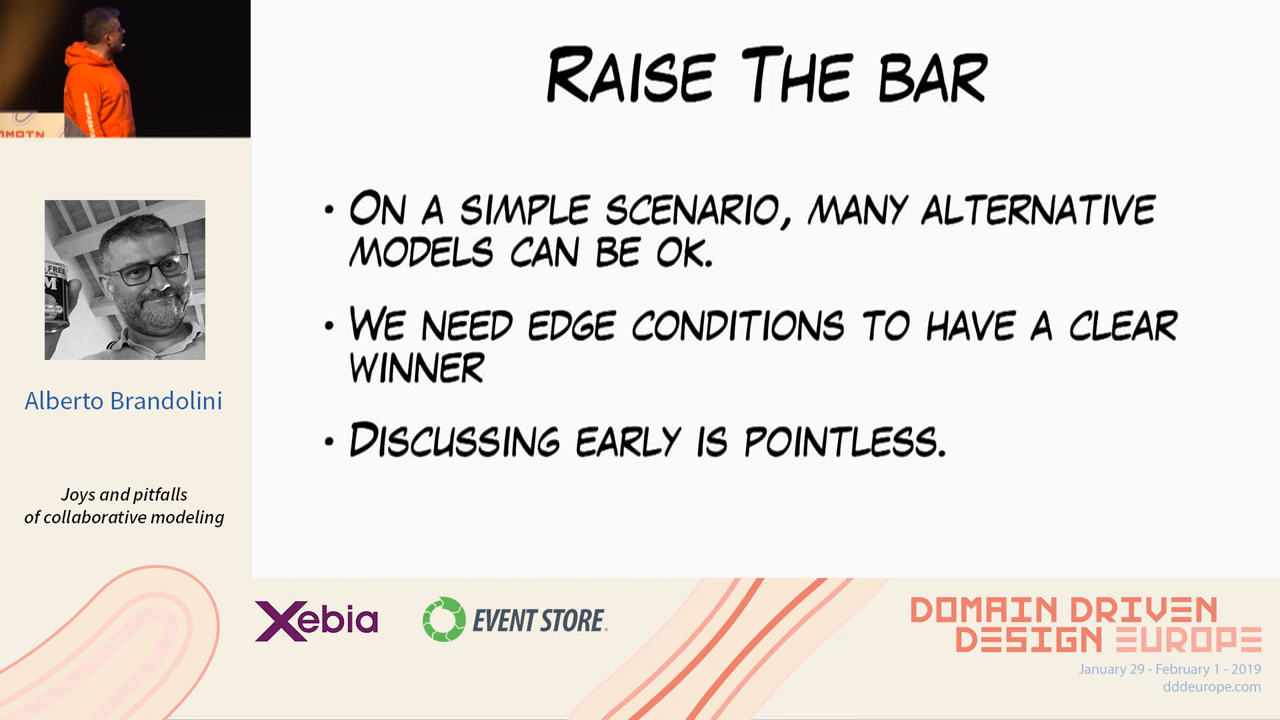 RAISE THE BAR
• ON A SIMPLE SCENARIO, MANY ALTERNATIVE
MODELS CAN BE OK.
• WE NEED EDGE CONDITIONS TO HAVE A CLEAR
WINNER
• DISCUSSING EARLY IS POINTLESS.
Alberto Brandolini
Joys and pitfalls
of collaborative modeling
Xebia
EVENT STORE
DOMAIN DRIVEN
DESIGN EUROPE
January 29 - February 1 - 2019
dddeurope.com